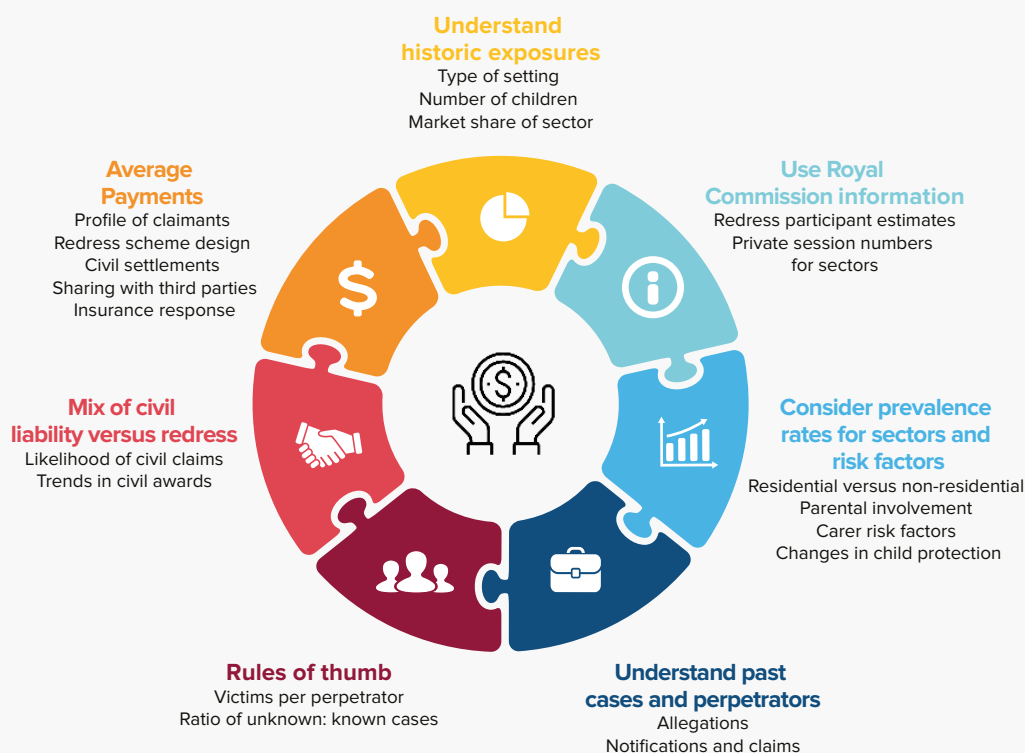 Understand
historic exposures
Type of setting
Number of children
Market share of sector
Use Royal
Commission information
Redress participant estimates
Private session numbers
for sectors
Consider prevalence
rates for sectors and
risk factors
Residential versus non-residential
Parental involvement
Carer risk factors
Changes in child protection
Understand past
cases and perpetrators
Allegations
Notifications and claims
Rules of thumb
Victims per perpetrator
Ratio of unknown: known cases
Mix of civil
liability versus redress
Likelihood of civil claims
Trends in civil awards
Average
Payments
Profile of claimants
Redress scheme design
Civil settlements
Sharing with third parties
Insurance response
$
$